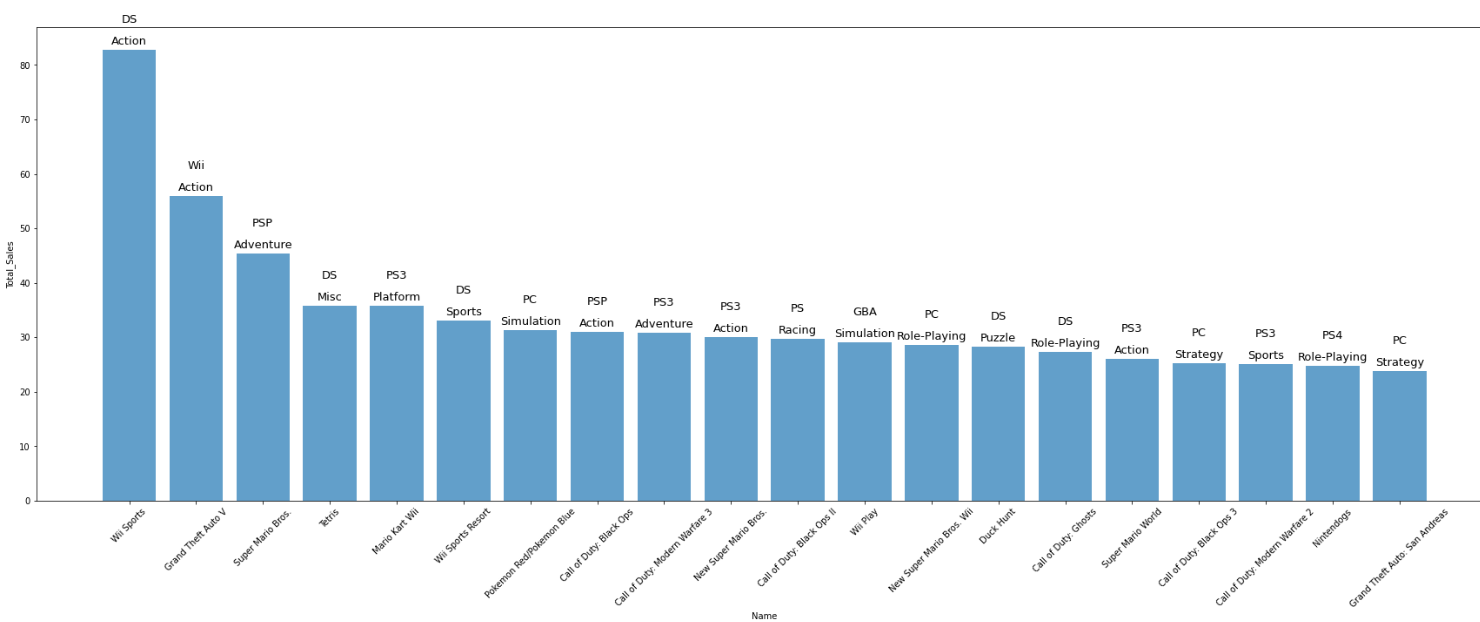 DS
Action
Wii
Action
PSP
Adventure
DS
Misc
PS3
Platform
DS
Sports
PC
Simulation
PSP
Action
PS3
Adventure
PS3
Action
PS
Racing
GBA
Simulation
PC
Role-Playing
DS
Puzzle
DS
Role-Playing
PS3
Action
PC
Strategy
PS3
Sports
PS4
Role-Playing
PC
Strategy
Total_Sales
80
70
60
50
40
30
20
10
0
Wii Sports
Grand Theft Auto V
Super Mario Bros.
Tetris
Mario Kart Wii
Wii Sports Resort
Pokemon Red/Pokemon Blue
Call of Duty: Black Ops
Call of Duty: Modern Warfare 3
New Super Mario Bros.
Call of Duty: Black Ops II
Wii Play
New Super Mario Bros. Wii
Duck Hunt
Call of Duty: Ghosts
Super Mario World
Call of Duty: Black Ops 3
Call of Duty: Modern Warfare 2
Nintendogs
Grand Theft Auto: San Andreas
Name